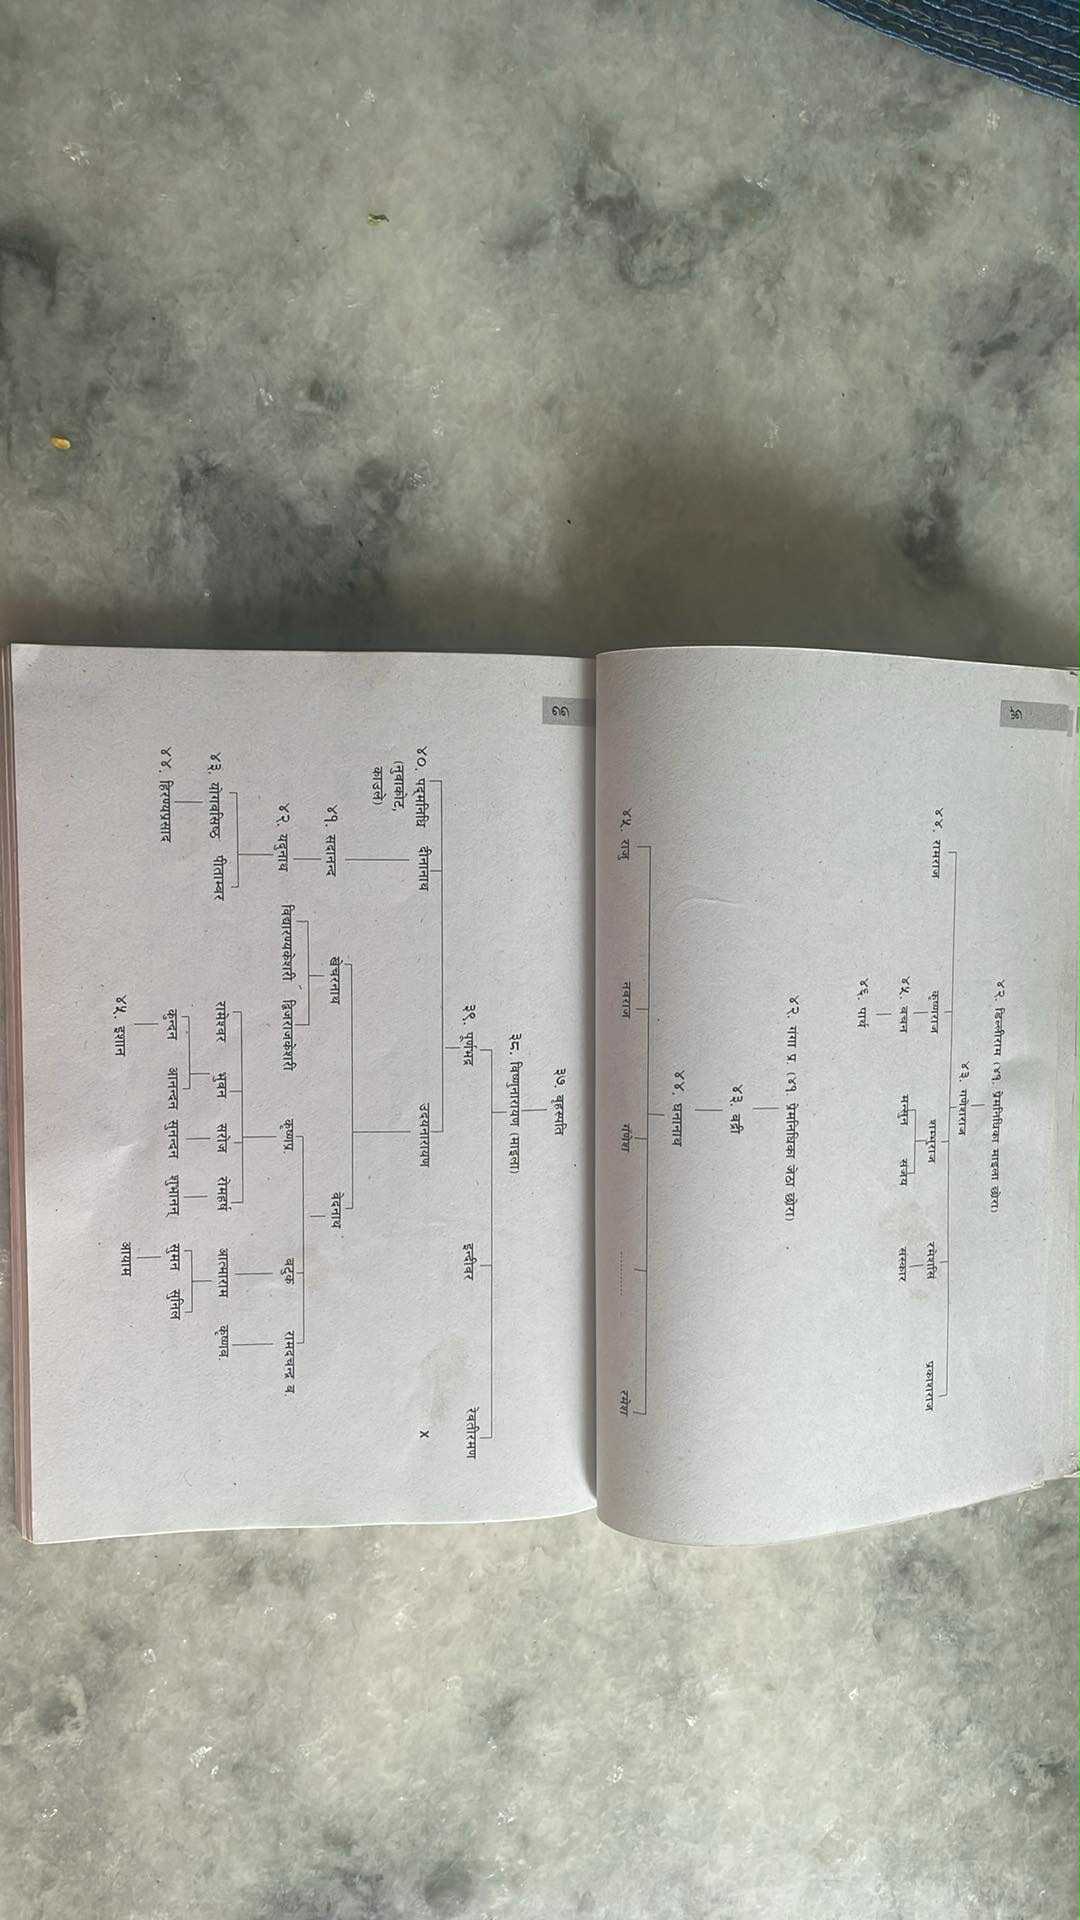 ५६
४२. डिल्लीराम (४१. प्रेमनिधिका माइला छोरा)
४३. गणेशराज
४४. रामराज कृष्णराज शम्भुराज रमेशसिं प्रकाशराज
४५. वचन मन्सुन संजय संस्कार
४६. पार्थ
४२. गंगा प्र. (४१. प्रेमनिधिका जेठा छोरा)
४३. बद्री
४४. घनानाथ
४५. राजु नवराज गणेश ........... रमेश
५७
३७. बृहस्पति
३८. विष्णुनारायण (माइला)
३९. पूर्णभद्र इन्दीवर रेवतीरमण
४०. पद्मनिधि दीनानाथ उदयनारायण x
(नुवाकोट,
काउले)
४१. सदानन्द खेचरनाथ वेदनाथ
४२. यदुनाथ विद्यारण्यकेशरी द्विजराजकेशरी कृष्णप्र. बटुक रामदचन्द्र ब.
४३. योगवसिष्ठ पीताम्वर रामेश्वर भुवन सरोज रोमहर्ष आत्माराम कृष्णव.
४४. हिरण्यप्रसाद कुन्दन आनन्दन सुनन्दन शुभानन् सुमन सुनिल
४५. इशान आयाम